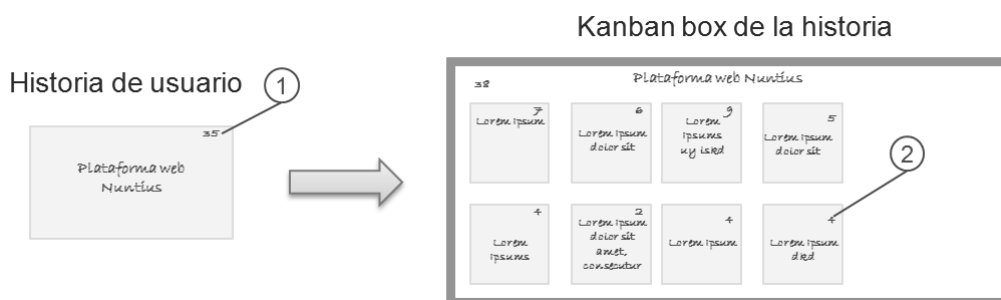 Kanban box de la historia
Historia de usuario
1
35
Plataforma web
Nuntius
38
Plataforma web Nuntius
7
Lorem ipsum
6
Lorem ipsum
dolor sit
9
Lorem
ipsums
uy iskd
5
Lorem ipsum
dolor sit
2
4
Lorem
ipsums
2
Lorem ipsum
dolor sit
amet,
consecutur
4
Lorem ipsum
4
Lorem ipsum
dkd